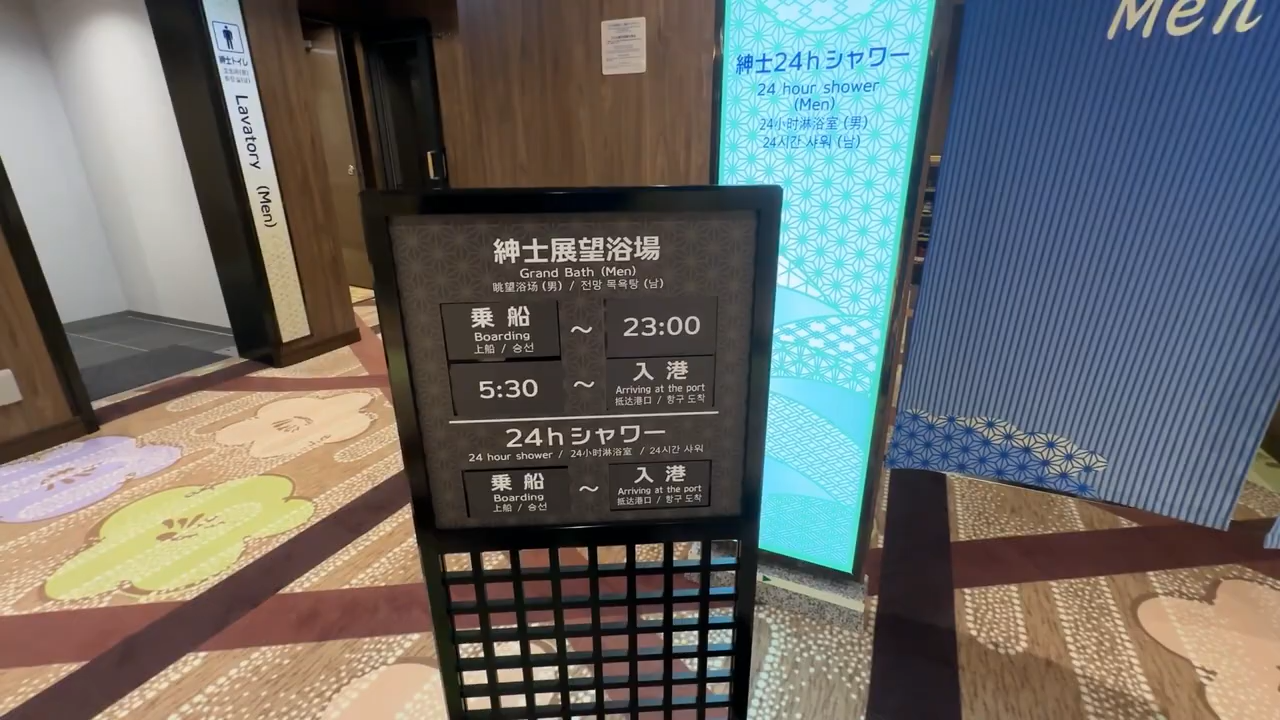 紳士トイレ
Lavatory (Men)
紳士24hシャワー
24 hour shower
(Men)
24小时淋浴室 (男)
24시간 샤워 (남)
Men
紳士展望浴場
Grand Bath (Men)
眺望浴场 (男) / 전망 목욕탕 (남)
乗船 ～ 23:00
Boarding
上船 / 승선
5:30 ～ 入港
Arriving at the port
抵达港口 / 항구 도착
24hシャワー
24 hour shower / 24小时淋浴室 / 24시간 샤워
乗船 ～ 入港
Boarding Arriving at the port
上船 / 승선 抵达港口 / 항구 도착